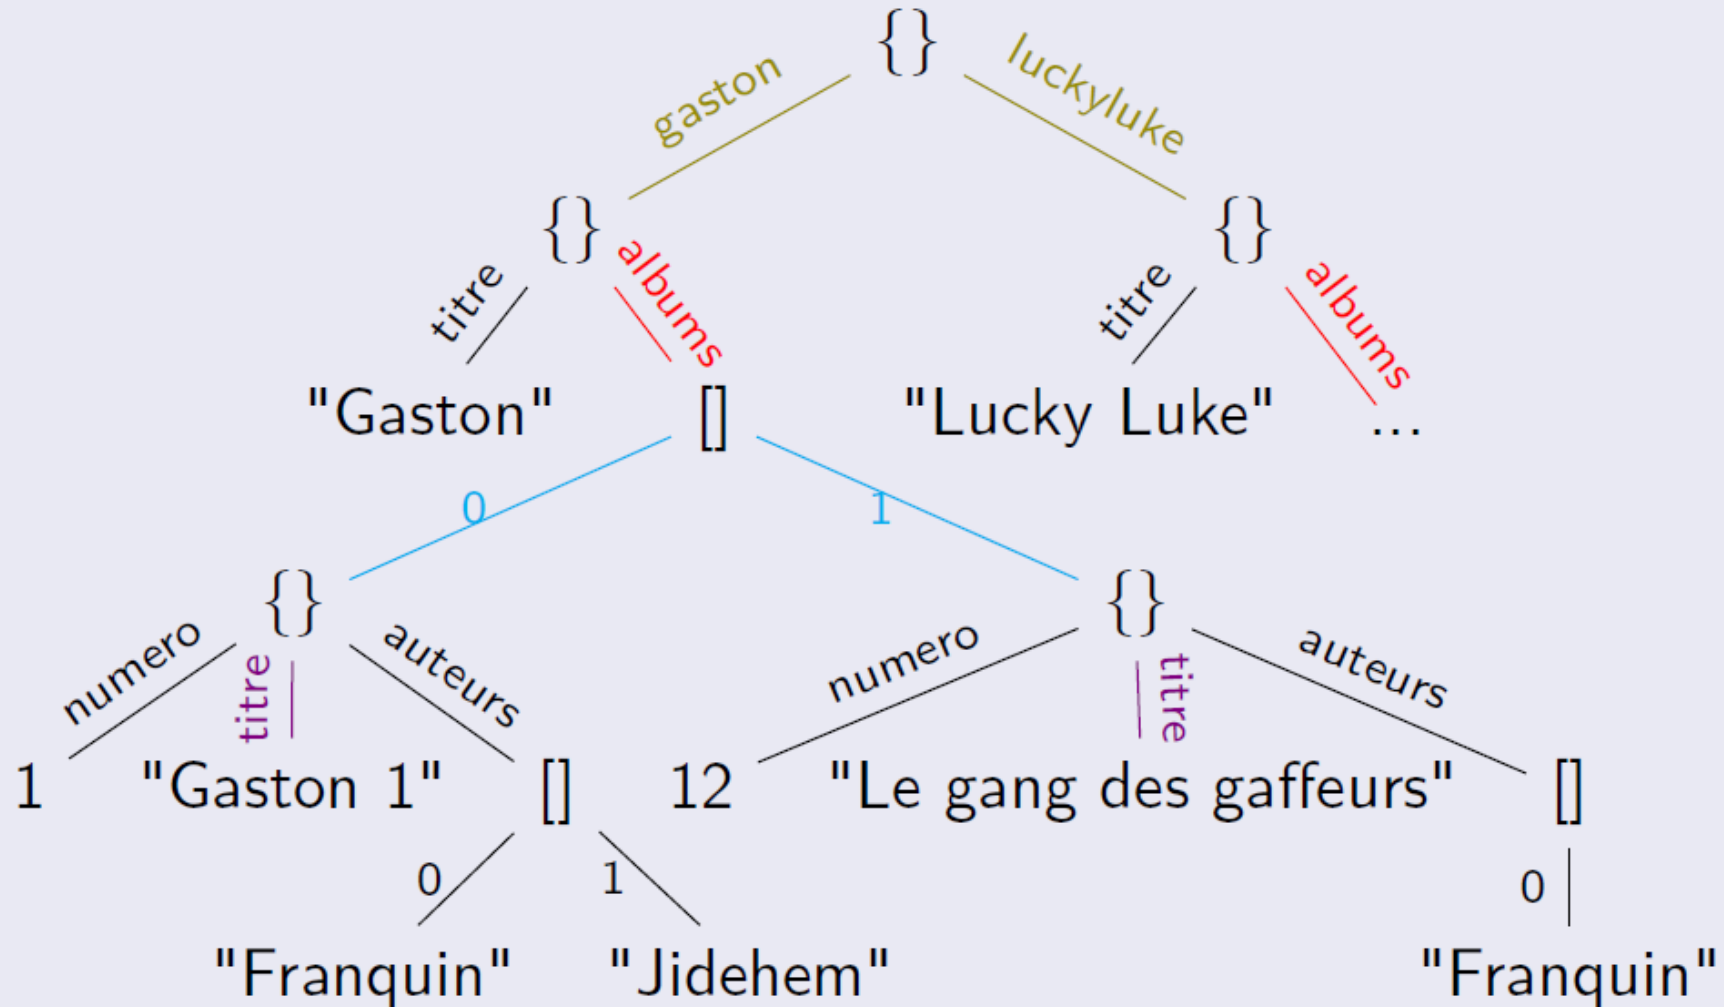 {}
gaston luckyluke
{} {}
titre albums titre albums
"Gaston" [] "Lucky Luke" ...
0 1
{} {}
numero titre auteurs numero titre auteurs
1 "Gaston 1" [] 12 "Le gang des gaffeurs" []
0 1 0
"Franquin" "Jidehem" "Franquin"